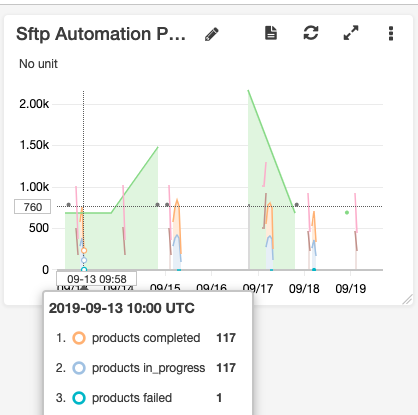 Sftp Automation P...
No unit
2.00k
1.50k
1.00k
760
500
0
09-13 09:58
09/14 09/15 09/16 09/17 09/18 09/19
2019-09-13 10:00 UTC
1. products completed 117
2. products in_progress 117
3. products failed 1